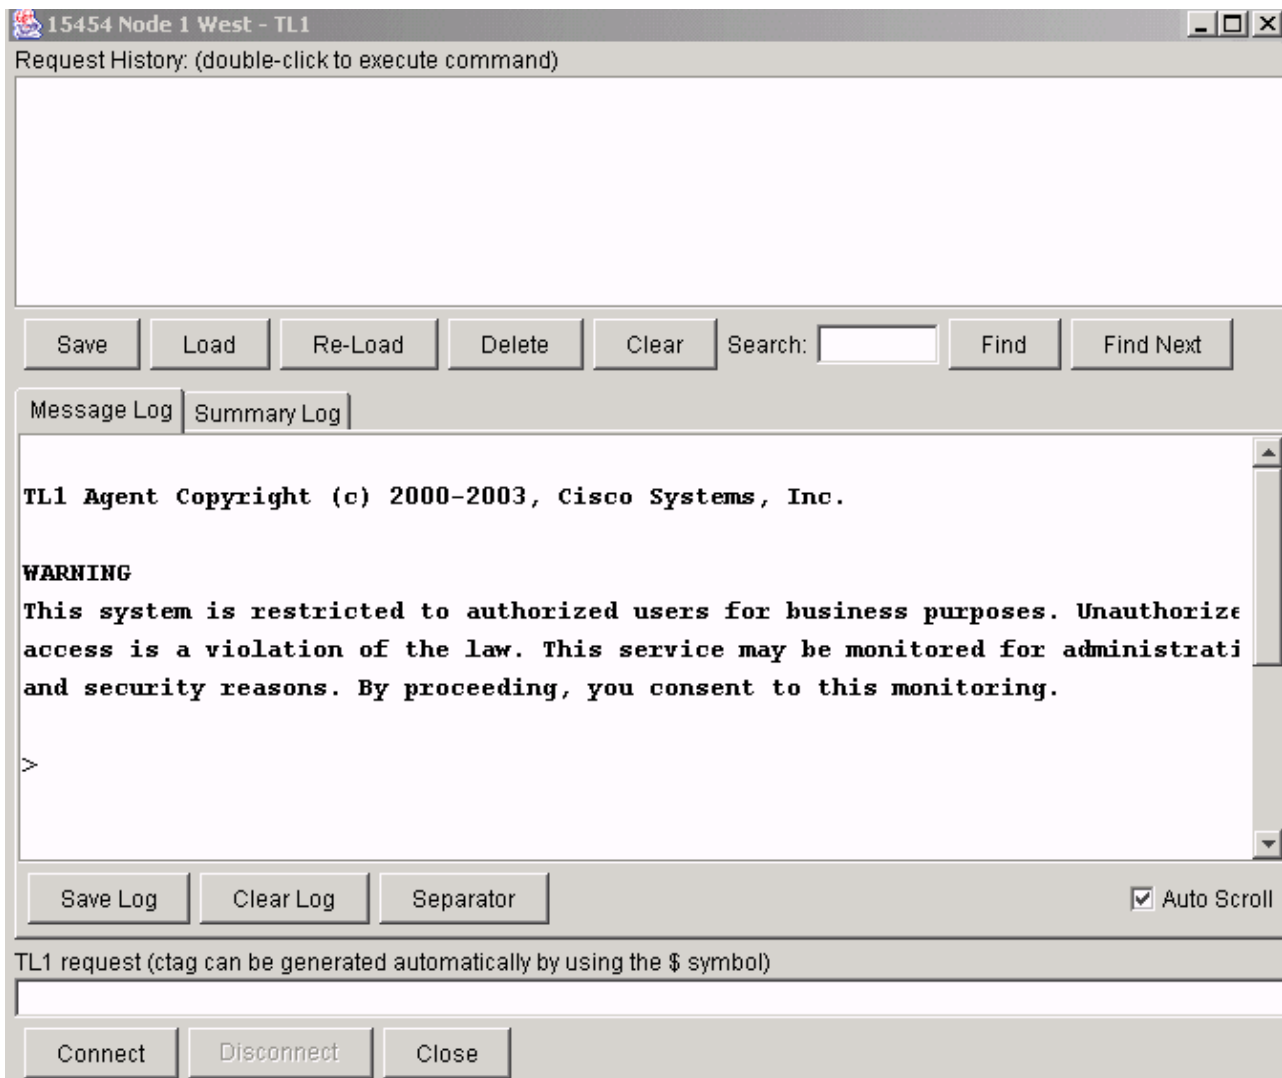 15454 Node 1 West - TL1
Request History: (double-click to execute command)
Save Load Re-Load Delete Clear Search: Find Find Next
Message Log Summary Log
TL1 Agent Copyright (c) 2000-2003, Cisco Systems, Inc.
WARNING
This system is restricted to authorized users for business purposes. Unauthorize
access is a violation of the law. This service may be monitored for administrati
and security reasons. By proceeding, you consent to this monitoring.
>
Save Log Clear Log Separator Auto Scroll
TL1 request (ctag can be generated automatically by using the $ symbol)
Connect Disconnect Close